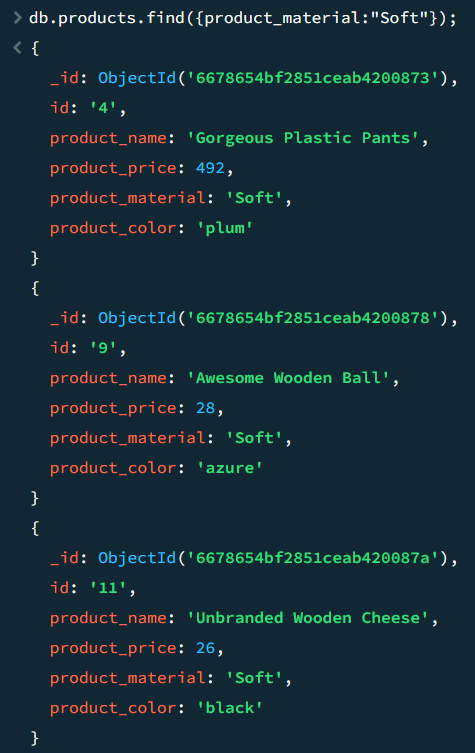 > db.products.find({product_material:"Soft"});
< {
_id: ObjectId('6678654bf2851ceab4200873'),
id: '4',
product_name: 'Gorgeous Plastic Pants',
product_price: 492,
product_material: 'Soft',
product_color: 'plum'
}
{
_id: ObjectId('6678654bf2851ceab4200878'),
id: '9',
product_name: 'Awesome Wooden Ball',
product_price: 28,
product_material: 'Soft',
product_color: 'azure'
}
{
_id: ObjectId('6678654bf2851ceab420087a'),
id: '11',
product_name: 'Unbranded Wooden Cheese',
product_price: 26,
product_material: 'Soft',
product_color: 'black'
}